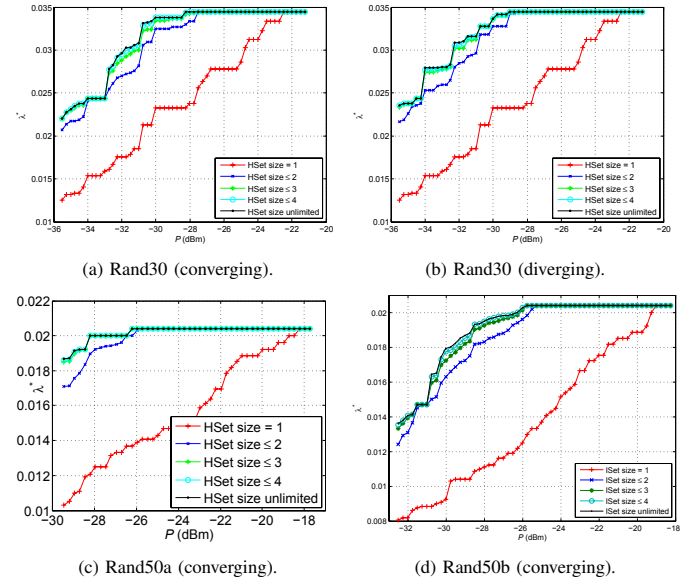 0.035
0.03
0.025
0.02
0.015
0.01
λ*
−36 −34 −32 −30 −28 −26 −24 −22 −20
P (dBm)
HSet size = 1
HSet size ≤ 2
HSet size ≤ 3
HSet size ≤ 4
HSet size unlimited
(a) Rand30 (converging).
0.035
0.03
0.025
0.02
0.015
0.01
λ*
−36 −34 −32 −30 −28 −26 −24 −22 −20
P (dBm)
HSet size = 1
HSet size ≤ 2
HSet size ≤ 3
HSet size ≤ 4
HSet size unlimited
(b) Rand30 (diverging).
0.022
0.02
0.018
0.016
0.014
0.012
0.01
λ*
−30 −28 −26 −24 −22 −20 −18
P (dBm)
HSet size = 1
HSet size ≤ 2
HSet size ≤ 3
HSet size ≤ 4
HSet size unlimited
(c) Rand50a (converging).
0.02
0.018
0.016
0.014
0.012
0.01
0.008
λ*
−32 −30 −28 −26 −24 −22 −20
P (dBm)
ISet size = 1
ISet size ≤ 2
ISet size ≤ 3
ISet size ≤ 4
ISet size unlimited
(d) Rand50b (converging).